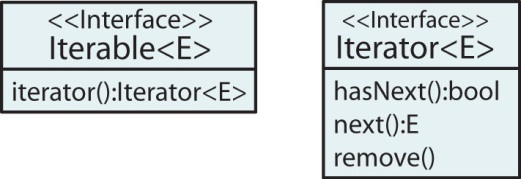 <<Interface>>
Iterable<E>
iterator():Iterator<E>
<<Interface>>
Iterator<E>
hasNext():bool
next():E
remove()